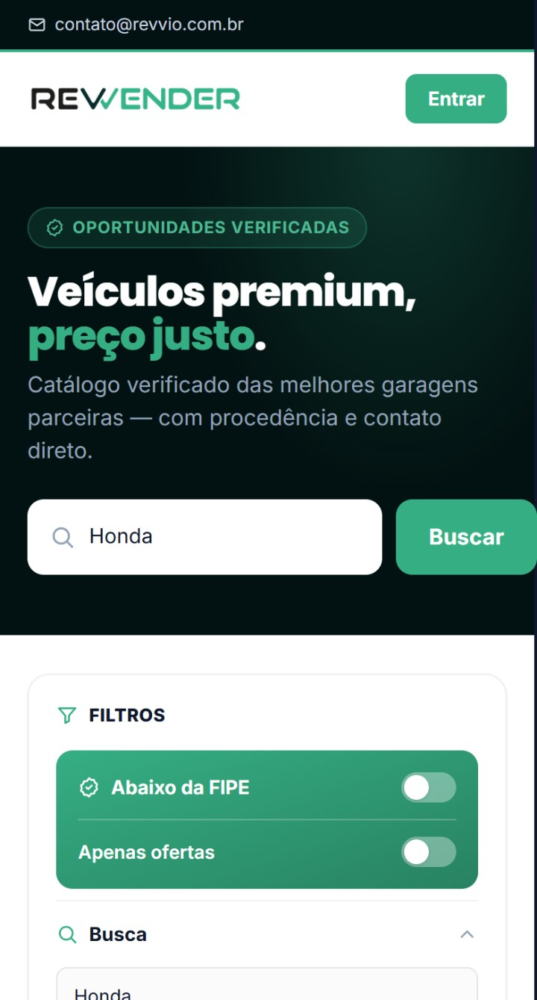 contato@revvio.com.br
REVVENDER
Entrar
OPORTUNIDADES VERIFICADAS
Veículos premium,
preço justo.
Catálogo verificado das melhores garagens
parceiras — com procedência e contato
direto.
Honda
Buscar
FILTROS
Abaixo da FIPE
Apenas ofertas
Busca
Honda